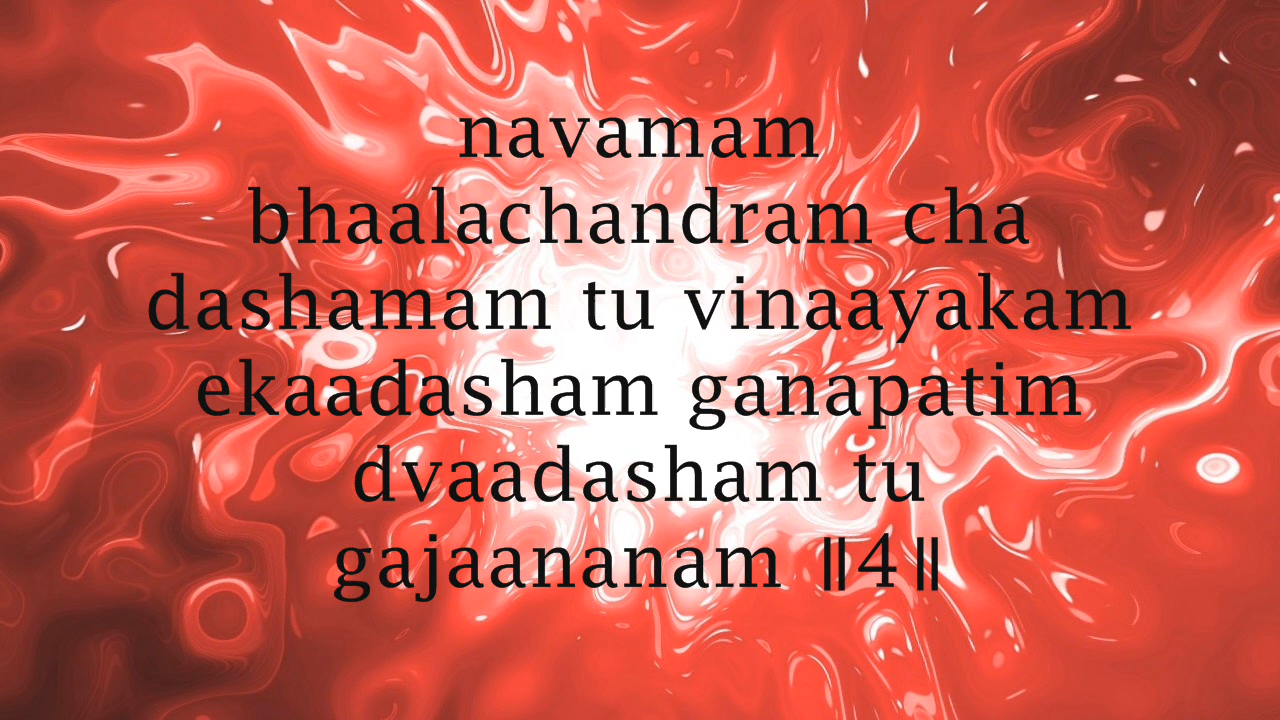 navamam
bhaalachandram cha
dashamam tu vinaayakam
ekaadasham ganapatim
dvaadasham tu
gajaananam ॥4॥